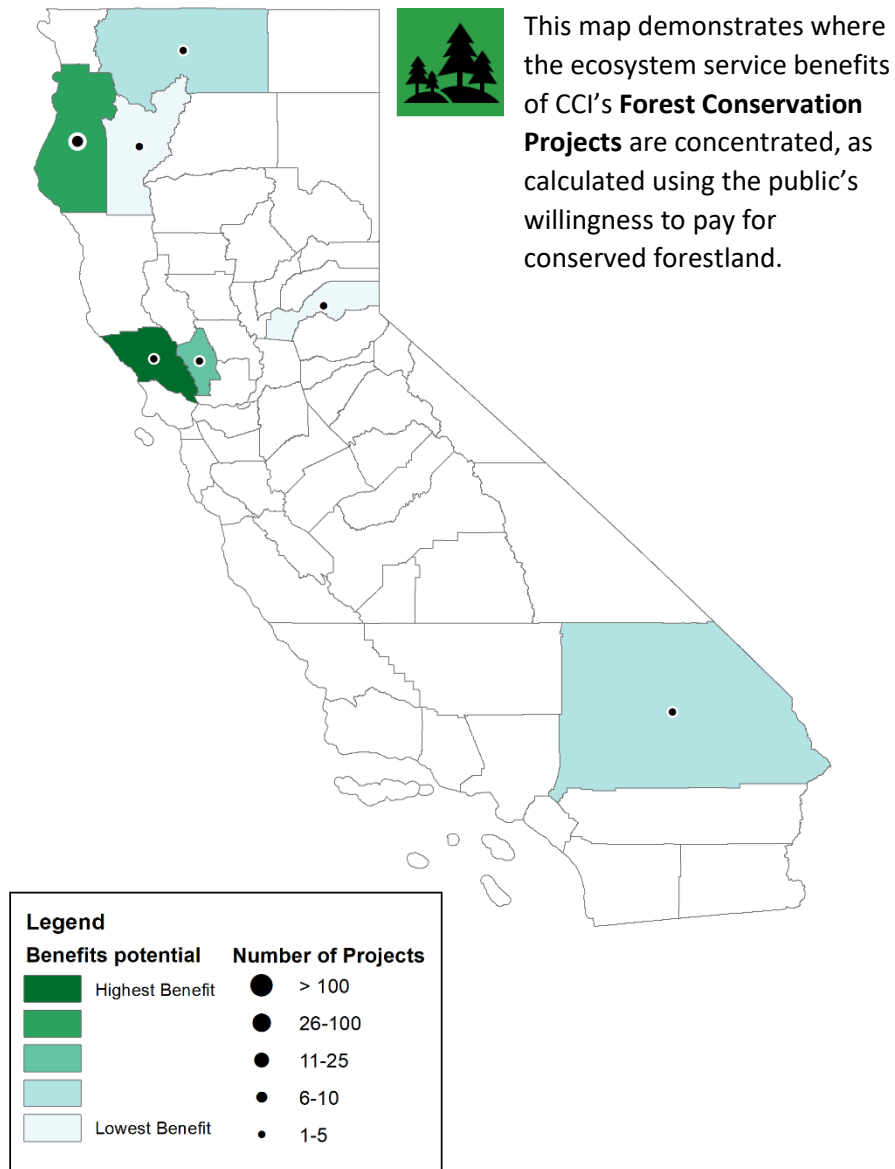 This map demonstrates where
the ecosystem service benefits
of CCI’s Forest Conservation
Projects are concentrated, as
calculated using the public’s
willingness to pay for
conserved forestland.
Legend
Benefits potential
Highest Benefit
Lowest Benefit
Number of Projects
> 100
26-100
11-25
6-10
1-5